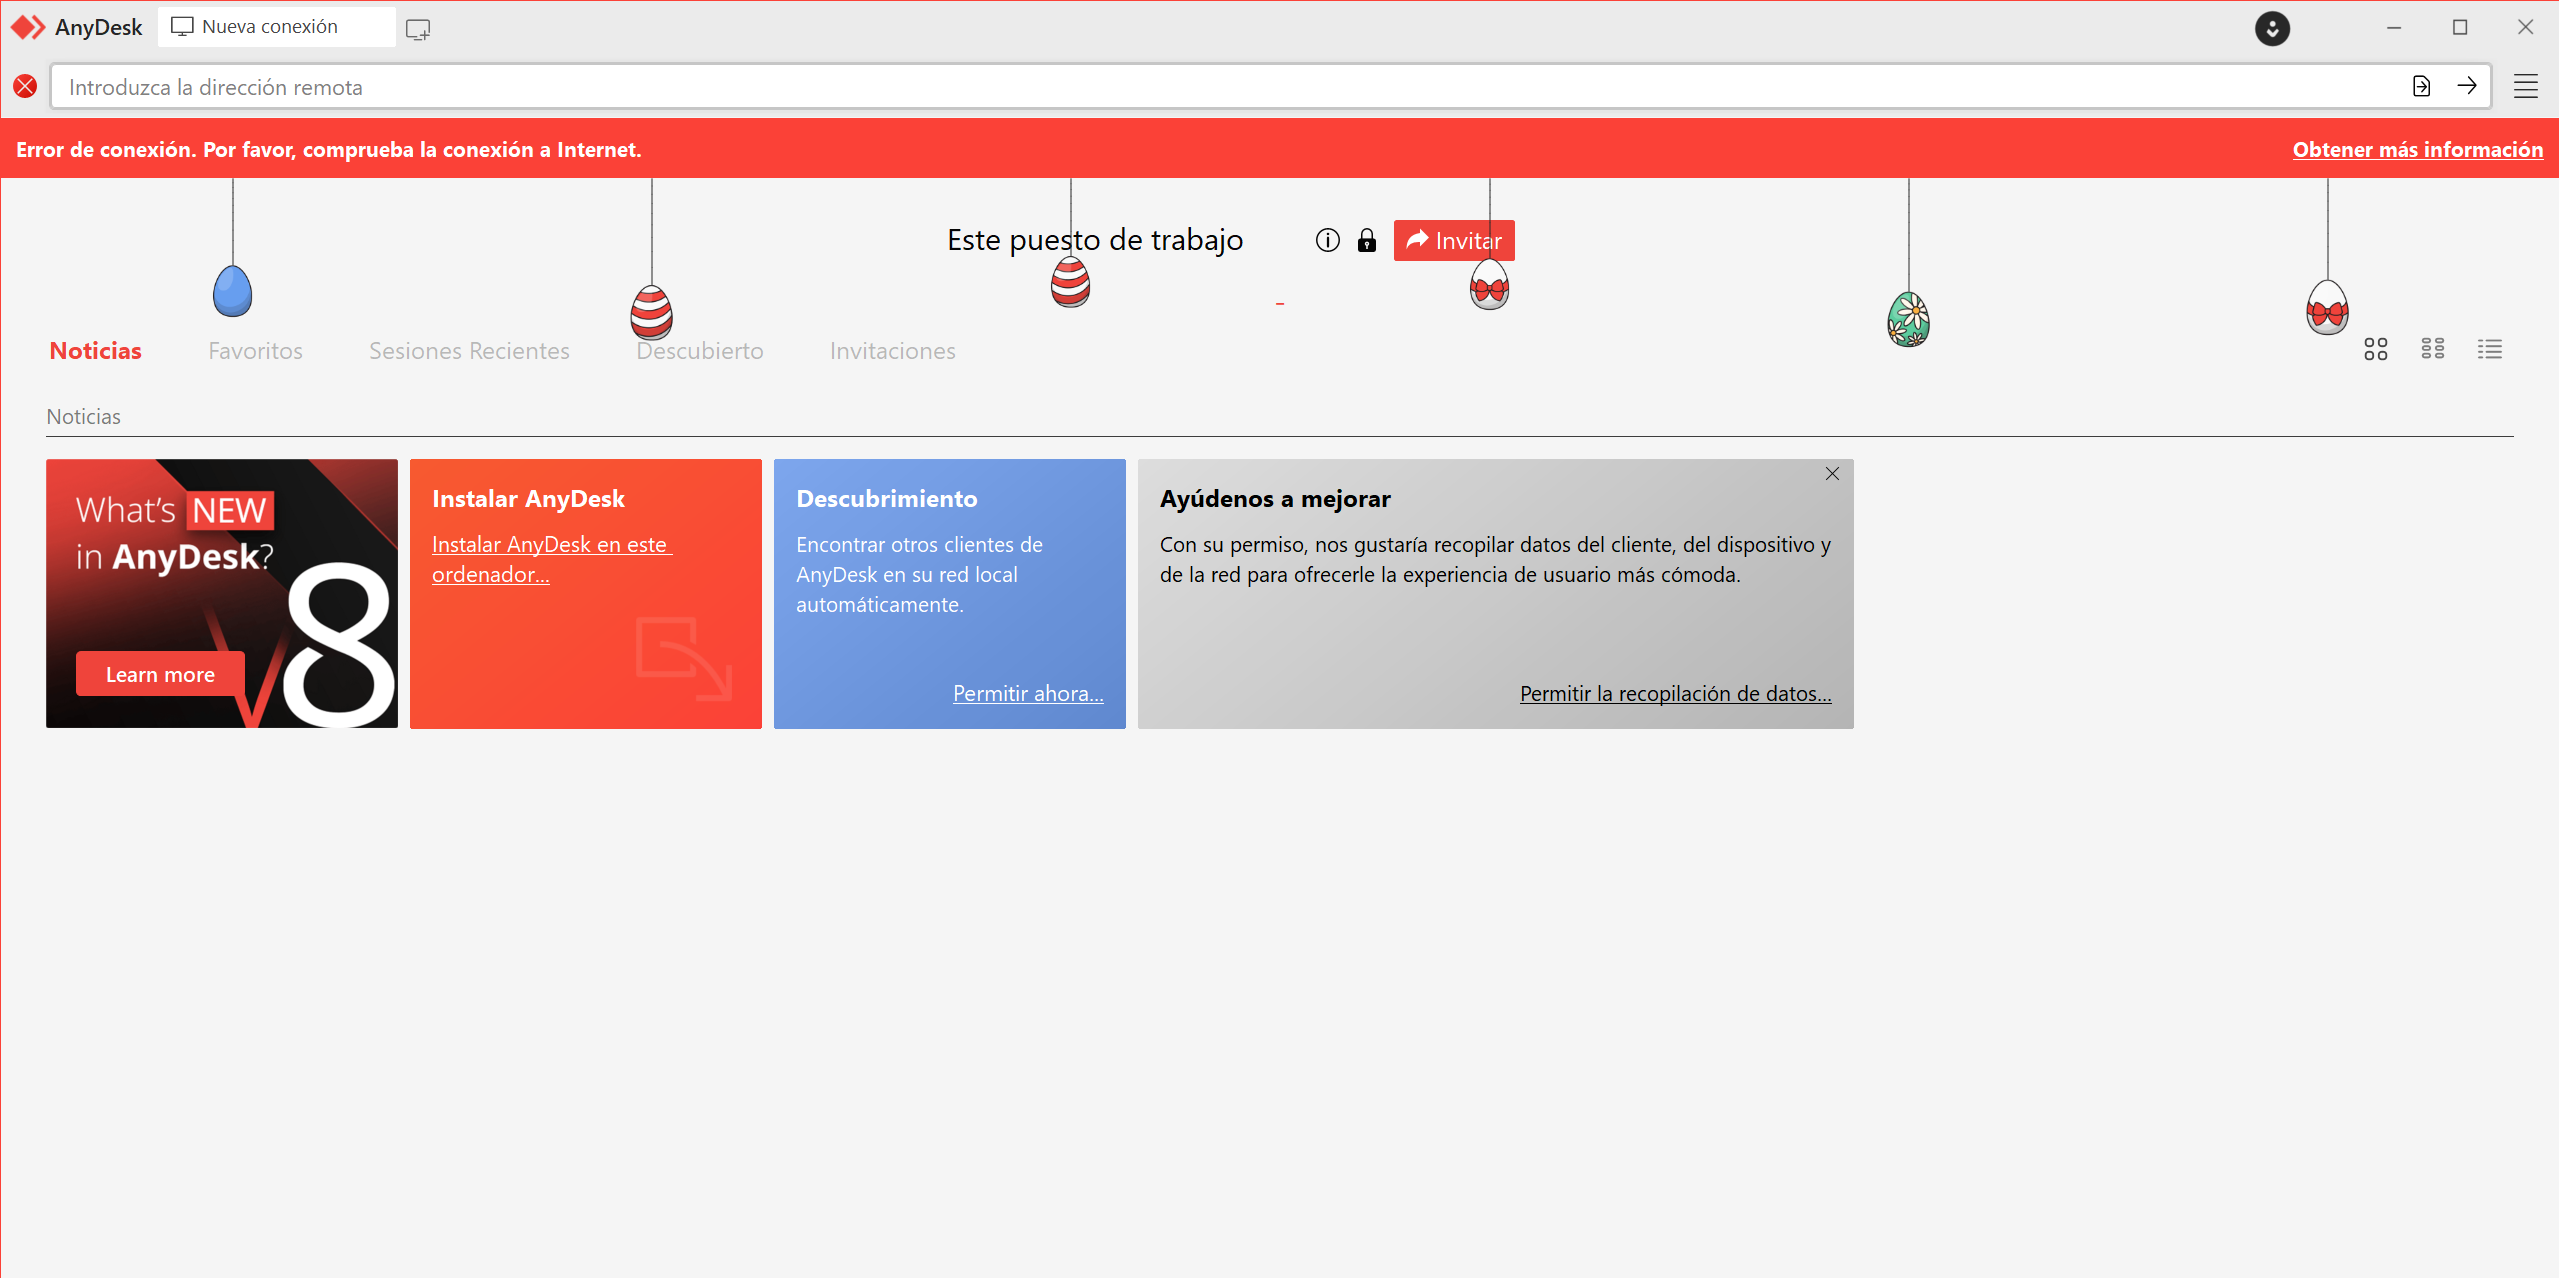 AnyDesk
Nueva conexión
Introduzca la dirección remota
Error de conexión. Por favor, comprueba la conexión a Internet.
Obtener más información
Este puesto de trabajo
Invitar
-
Noticias
Favoritos
Sesiones Recientes
Descubierto
Invitaciones
Noticias
What's NEW
in AnyDesk?
v8
Learn more
Instalar AnyDesk
Instalar AnyDesk en este
ordenador...
Descubrimiento
Encontrar otros clientes de
AnyDesk en su red local
automáticamente.
Permitir ahora...
Ayúdenos a mejorar
Con su permiso, nos gustaría recopilar datos del cliente, del dispositivo y
de la red para ofrecerle la experiencia de usuario más cómoda.
Permitir la recopilación de datos...